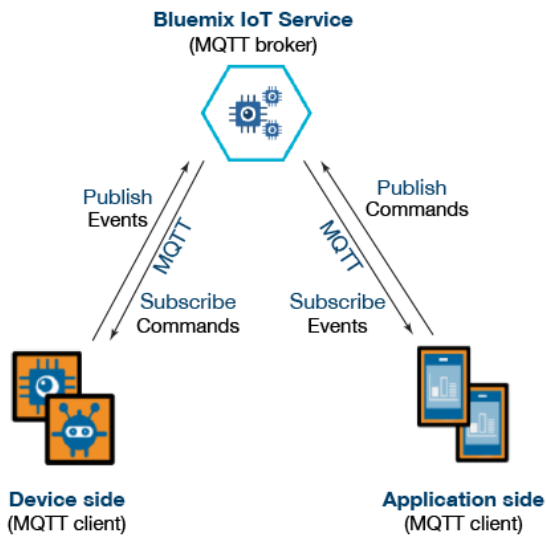 Bluemix IoT Service
(MQTT broker)
Publish
Events
MQTT
Subscribe
Commands
Publish
Commands
MQTT
Subscribe
Events
Device side
(MQTT client)
Application side
(MQTT client)